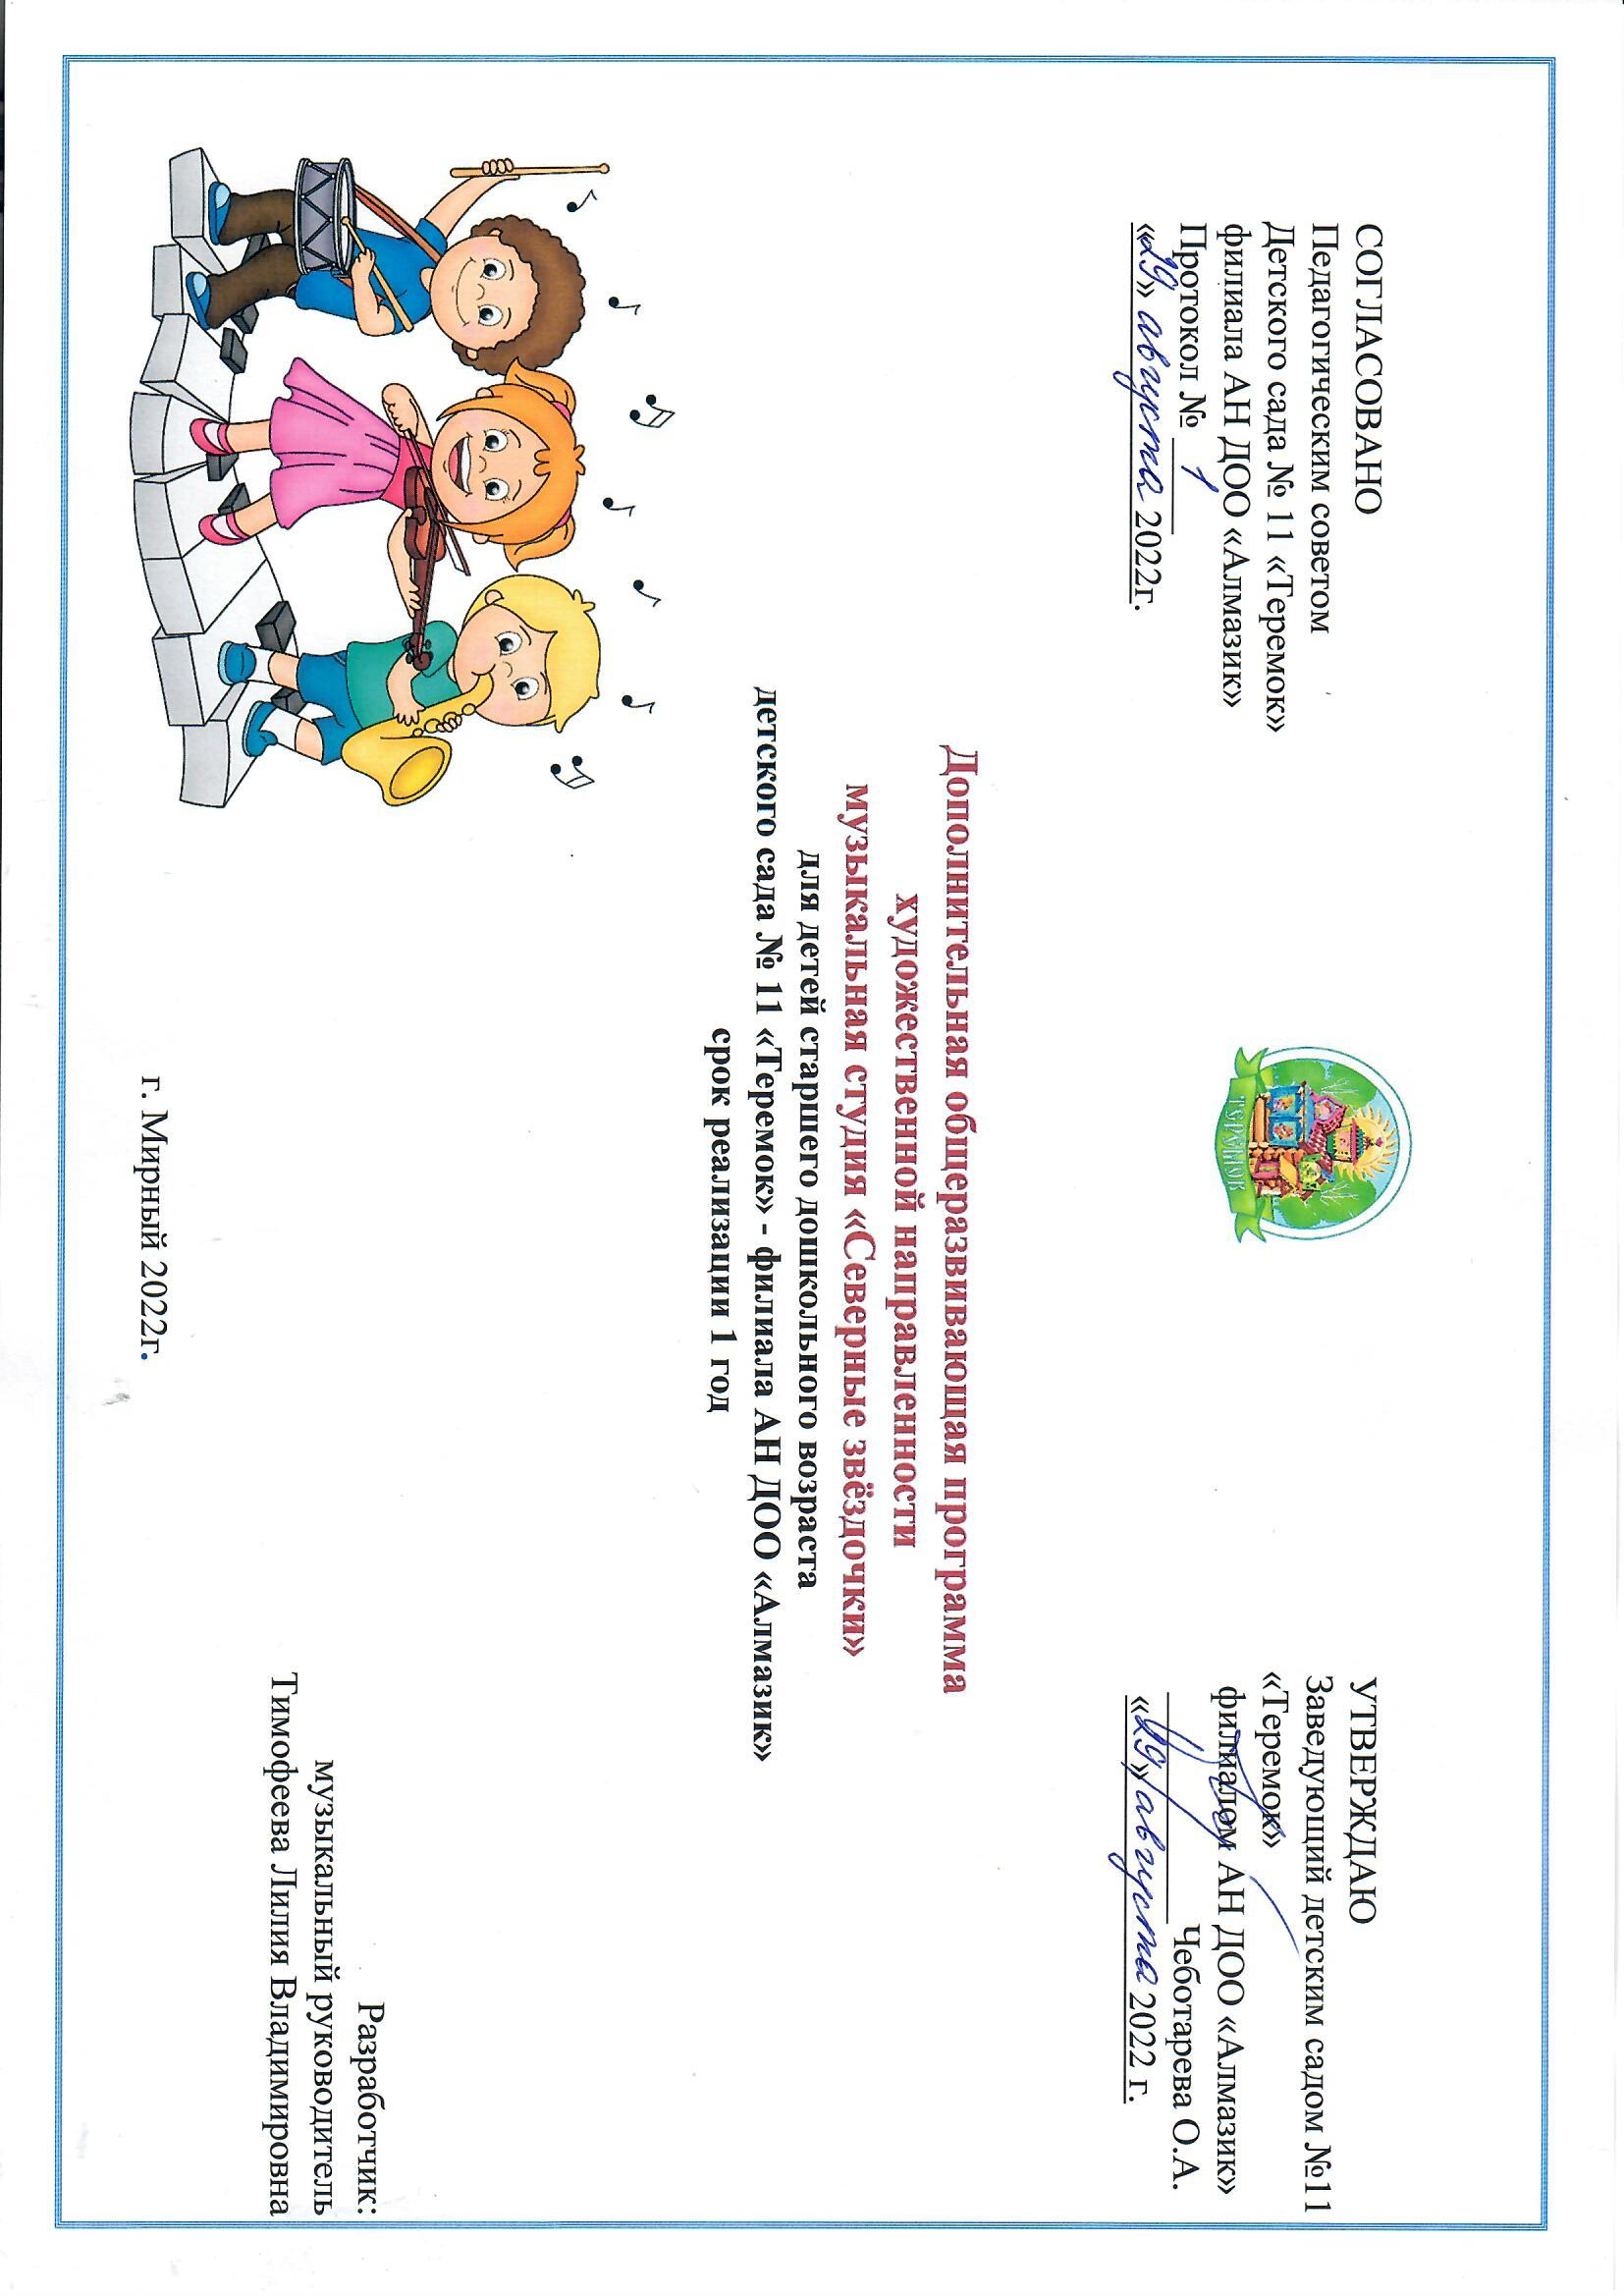 СОГЛАСОВАНО
Педагогическим советом
Детского сада № 11 «Теремок»
филиала АН ДОО «Алмазик»
Протокол № 1
«29» августа 2022г.
ТЕРЕМОК
УТВЕРЖДАЮ
Заведующий детским садом №11
«Теремок»
филиалом АН ДОО «Алмазик»
Чеботарева О.А.
«29» августа 2022 г.
Дополнительная общеразвивающая программа
художественной направленности
музыкальная студия «Северные звёздочки»
для детей старшего дошкольного возраста
детского сада № 11 «Теремок» - филиала АН ДОО «Алмазик»
срок реализации 1 год
Разработчик:
музыкальный руководитель
Тимофеева Лилия Владимировна
г. Мирный 2022г.